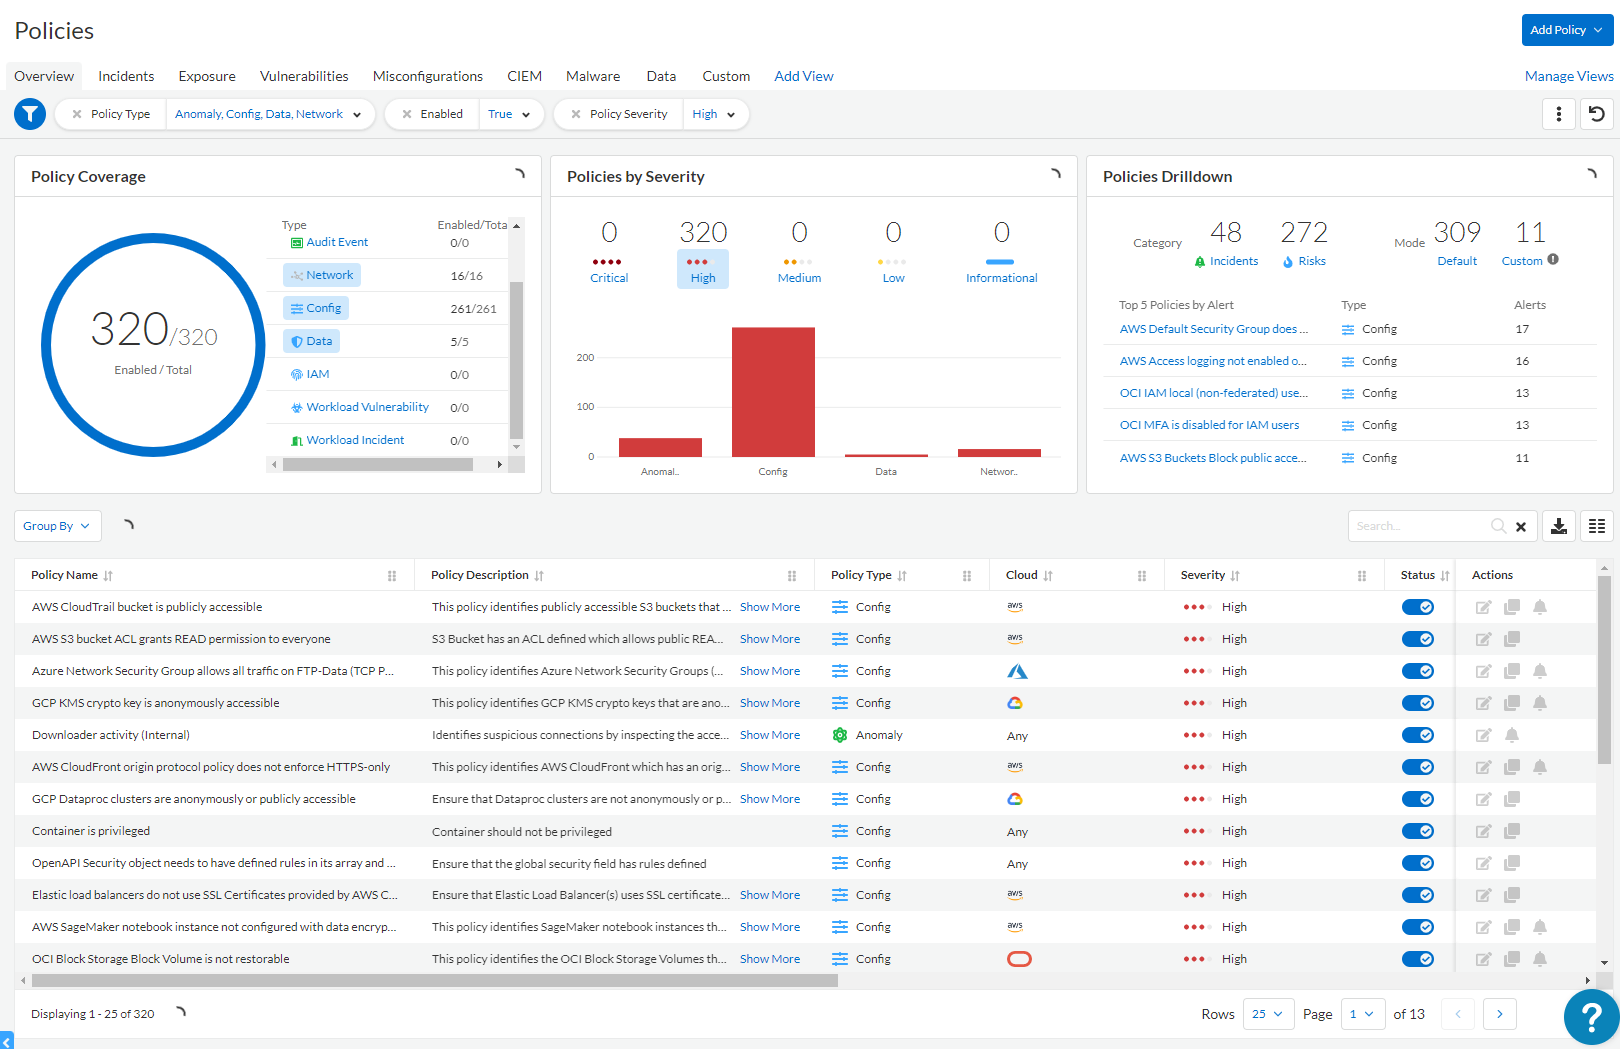 Policies
Add Policy
Overview Incidents Exposure Vulnerabilities Misconfigurations CIEM Malware Data Custom Add View Manage Views
Policy Type Anomaly, Config, Data, Network Enabled True Policy Severity High
Policy Coverage
320/320
Enabled / Total
Type Enabled/Tota
Audit Event 0/0
Network 16/16
Config 261/261
Data 5/5
IAM 0/0
Workload Vulnerability 0/0
Workload Incident 0/0
Policies by Severity
0 320 0 0 0
Critical High Medium Low Informational
200
100
0
Anomal.. Config Data Networ..
Policies Drilldown
Category 48 Incidents 272 Risks Mode 309 Default 11 Custom
Top 5 Policies by Alert Type Alerts
AWS Default Security Group does ... Config 17
AWS Access logging not enabled o... Config 16
OCI IAM local (non-federated) use... Config 13
OCI MFA is disabled for IAM users Config 13
AWS S3 Buckets Block public acce... Config 11
Group By
Search...
Policy Name Policy Description Policy Type Cloud Severity Status Actions
AWS CloudTrail bucket is publicly accessible This policy identifies publicly accessible S3 buckets that ... Show More Config aws High
AWS S3 bucket ACL grants READ permission to everyone S3 Bucket has an ACL defined which allows public REA... Show More Config aws High
Azure Network Security Group allows all traffic on FTP-Data (TCP P... This policy identifies Azure Network Security Groups (... Show More Config High
GCP KMS crypto key is anonymously accessible This policy identifies GCP KMS crypto keys that are ano... Show More Config High
Downloader activity (Internal) Identifies suspicious connections by inspecting the acce... Show More Anomaly Any High
AWS CloudFront origin protocol policy does not enforce HTTPS-only This policy identifies AWS CloudFront which has an orig... Show More Config aws High
GCP Dataproc clusters are anonymously or publicly accessible Ensure that Dataproc clusters are not anonymously or p... Show More Config High
Container is privileged Container should not be privileged Config Any High
OpenAPI Security object needs to have defined rules in its array and ... Ensure that the global security field has rules defined Config Any High
Elastic load balancers do not use SSL Certificates provided by AWS C... Ensure that Elastic Load Balancer(s) uses SSL certificate... Show More Config aws High
AWS SageMaker notebook instance not configured with data encryp... This policy identifies SageMaker notebook instances th... Show More Config aws High
OCI Block Storage Block Volume is not restorable This policy identifies the OCI Block Storage Volumes th... Show More Config High
Displaying 1 - 25 of 320
Rows 25 Page 1 of 13
?